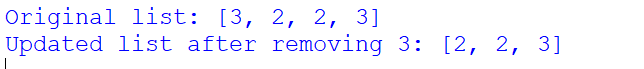 Original list: [3, 2, 2, 3]
Updated list after removing 3: [2, 2, 3]